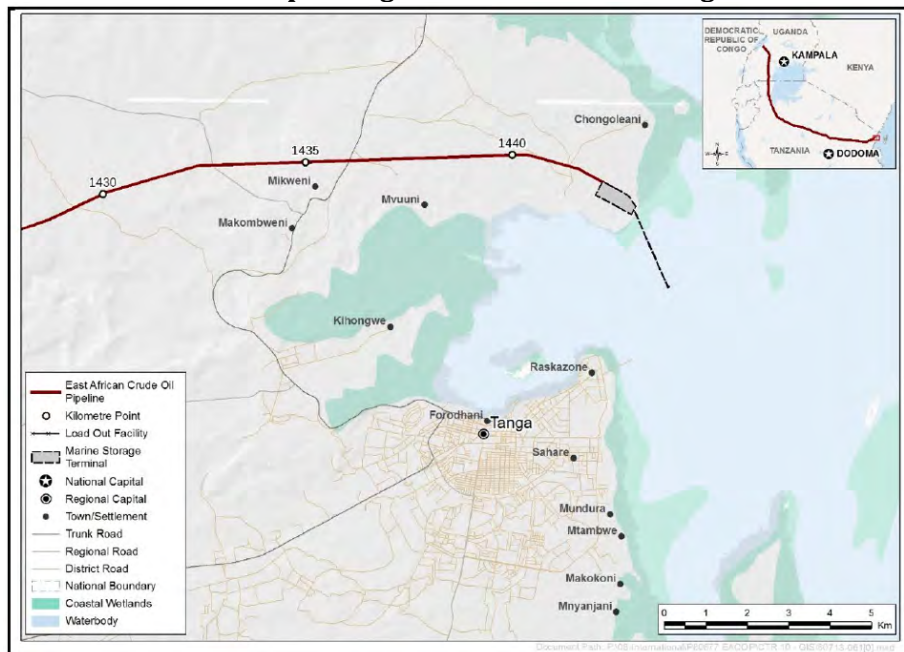 DEMOCRATIC
REPUBLIC OF
CONGO
UGANDA
KAMPALA
KENYA
TANZANIA
DODOMA
Chongoleani
1440
1435
1430
Mikweni
Mvuuni
Makombweni
Kihongwe
Raskazone
Forodhani
Tanga
Sahare
Mundura
Mtambwe
Makokoni
Mnyanjani
East African Crude Oil
Pipeline
Kilometre Point
Load Out Facility
Marine Storage
Terminal
National Capital
Regional Capital
Town/Settlement
Trunk Road
Regional Road
District Road
National Boundary
Coastal Wetlands
Waterbody
0 1 2 3 4 5
Km
Document Path: